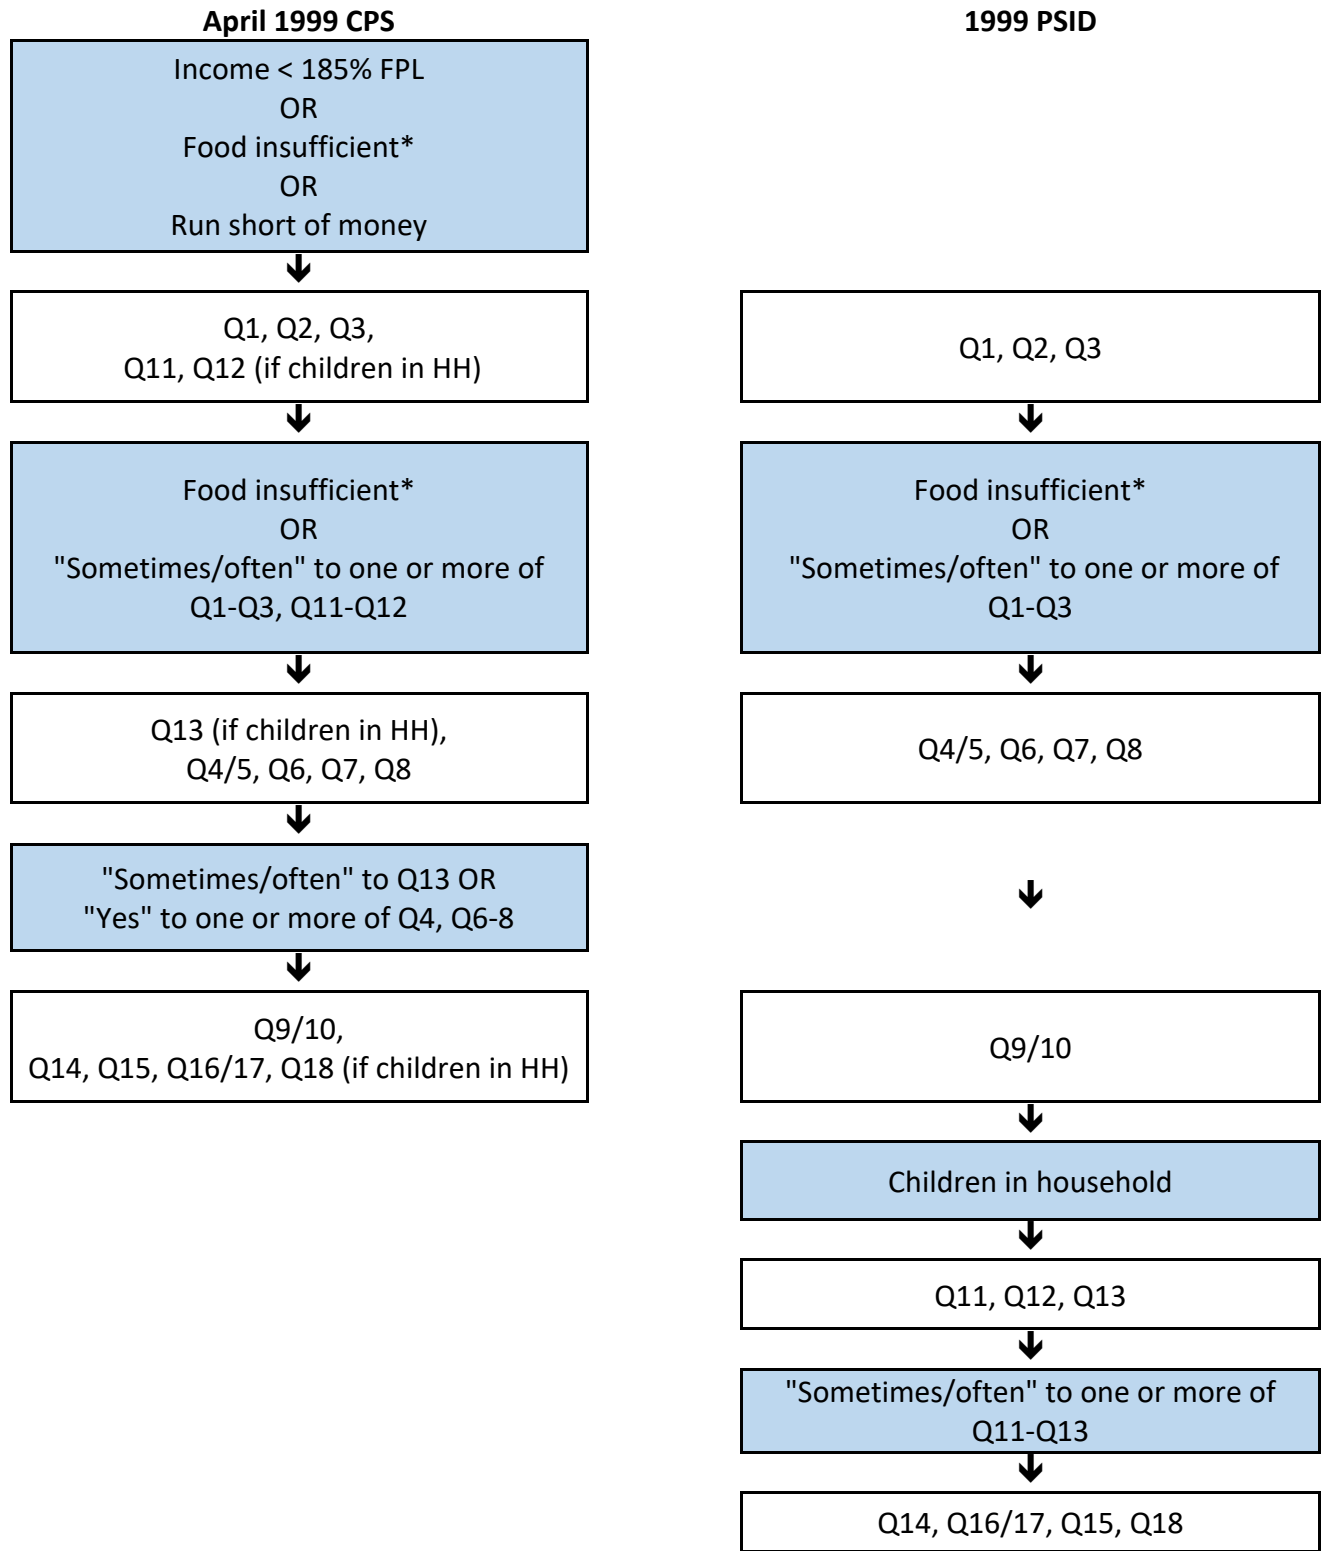 April 1999 CPS
Income < 185% FPL
OR
Food insufficient*
OR
Run short of money
Q1, Q2, Q3,
Q11, Q12 (if children in HH)
Food insufficient*
OR
"Sometimes/often" to one or more of
Q1-Q3, Q11-Q12
Q13 (if children in HH),
Q4/5, Q6, Q7, Q8
"Sometimes/often" to Q13 OR
"Yes" to one or more of Q4, Q6-8
Q9/10,
Q14, Q15, Q16/17, Q18 (if children in HH)
1999 PSID
Q1, Q2, Q3
Food insufficient*
OR
"Sometimes/often" to one or more of
Q1-Q3
Q4/5, Q6, Q7, Q8
Q9/10
Children in household
Q11, Q12, Q13
"Sometimes/often" to one or more of
Q11-Q13
Q14, Q16/17, Q15, Q18